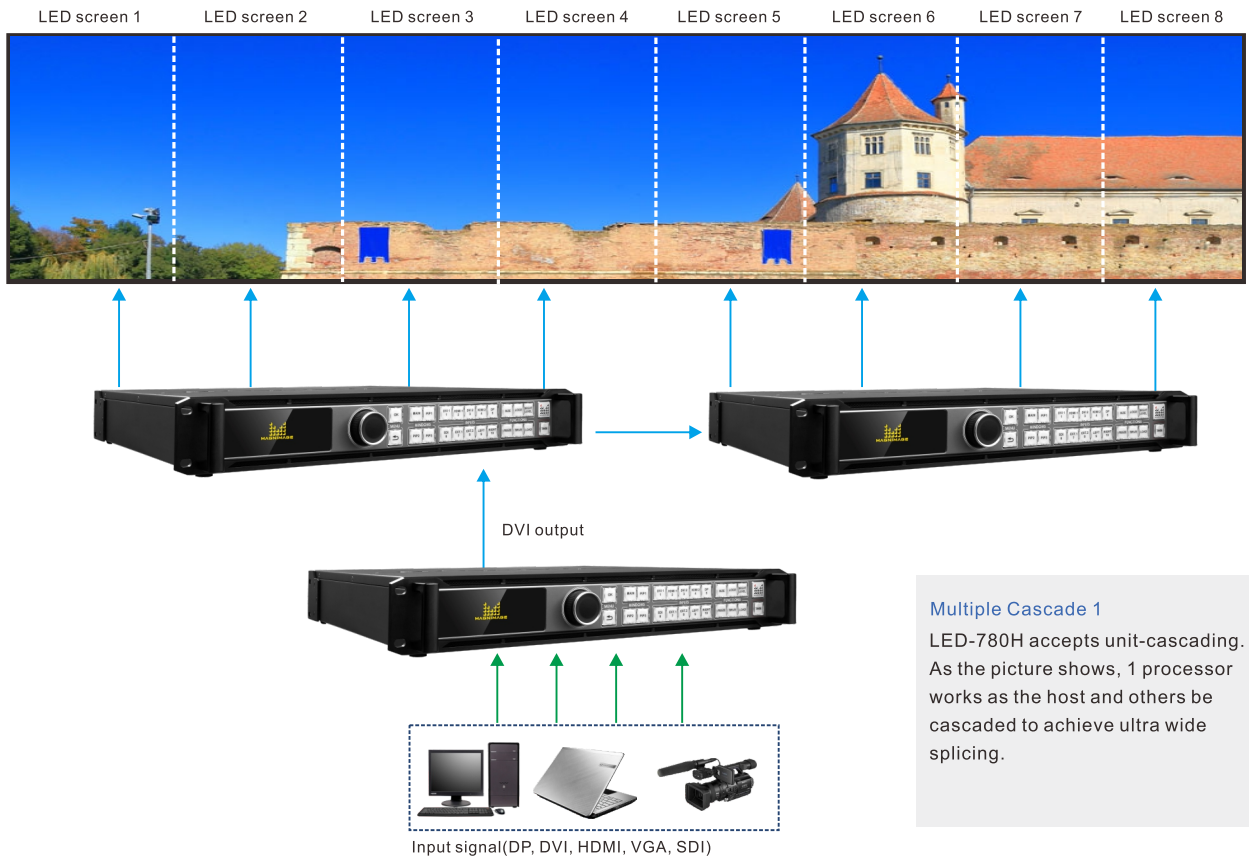 LED screen 1
LED screen 2
LED screen 3
LED screen 4
LED screen 5
LED screen 6
LED screen 7
LED screen 8
MAGNIMAGE
MAGNIMAGE
DVI output
MAGNIMAGE
Multiple Cascade 1
LED-780H accepts unit-cascading.
As the picture shows, 1 processor
works as the host and others be
cascaded to achieve ultra wide
splicing.
Input signal(DP, DVI, HDMI, VGA, SDI)